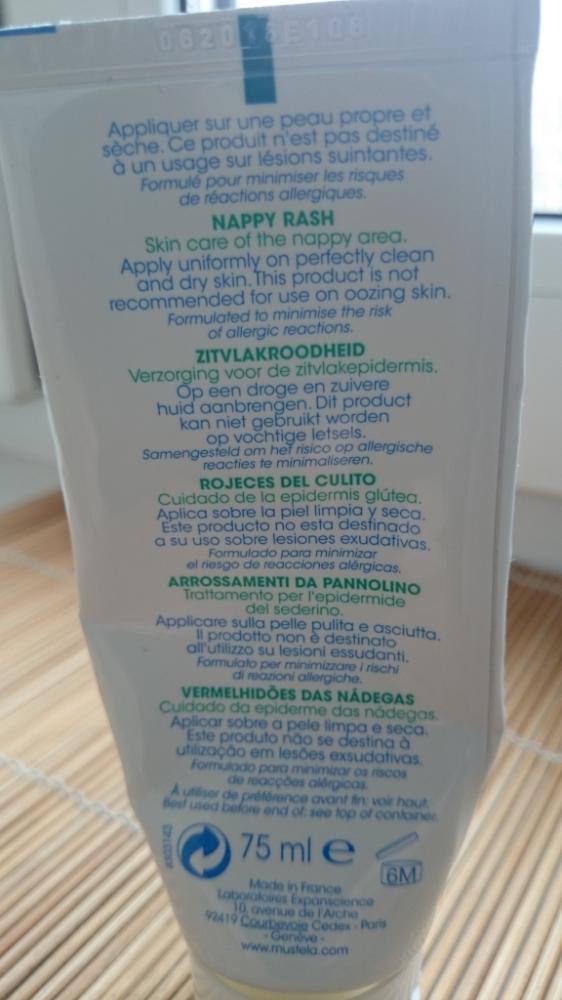 Appliquer sur une peau propre et
sèche. Ce produit n'est pas destiné
à un usage sur lésions suintantes.
Formulé pour minimiser les risques
de réactions allergiques.
NAPPY RASH
Skin care of the nappy area.
Apply uniformly on perfectly clean
and dry skin. This product is not
recommended for use on oozing skin.
Formulated to minimise the risk
of allergic reactions.
ZITVLAKROODHEID
Verzorging voor de zitvlakepidermis.
Op een droge en zuivere
huid aanbrengen. Dit product
kan niet gebruikt worden
op vochtige letsels.
Samengesteld om het risico op allergische
reacties te minimaliseren.
ROJECES DEL CULITO
Cuidado de la epidermis glútea.
Aplica sobre la piel limpia y seca.
Este producto no esta destinado
a su uso sobre lesiones exudativas.
Formulado para minimizar
el riesgo de reacciones alérgicas.
ARROSSAMENTI DA PANNOLINO
Trattamento per l'epidermide
del sederino.
Applicare sulla pelle pulita e asciutta.
Il prodotto non è destinato
all'utilizzo su lesioni essudanti.
Formulato per minimizzare i rischi
di reazioni allergiche.
VERMELHIDÕES DAS NÁDEGAS
Cuidado da epiderme das nádegas.
Aplicar sobre a pele limpa e seca.
Este produto não se destina à
utilização em lesões exsudativas.
Formulado para minimizar os riscos
de reacções alérgicas.
À utiliser de préférence avant fin: voir haut.
Best used before end of: see top of container.
75 ml e
6M
Made in France
Laboratoires Expanscience
10, avenue de l'Arche
92419 Courbevoie Cedex - Paris
- Genève -
www.mustela.com